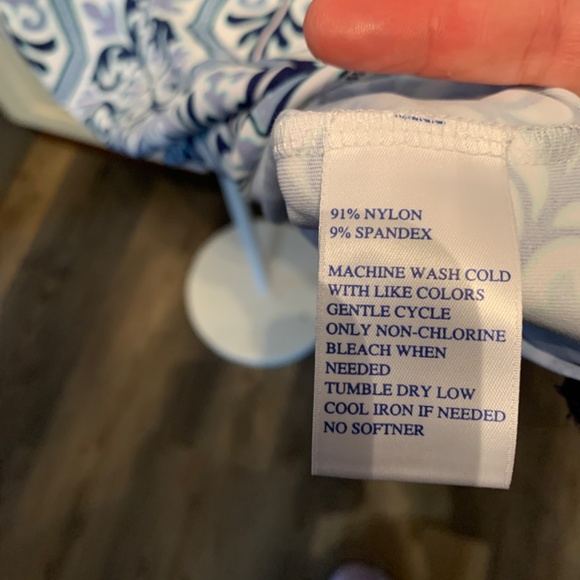 91% NYLON
9% SPANDEX
MACHINE WASH COLD
WITH LIKE COLORS
GENTLE CYCLE
ONLY NON-CHLORINE
BLEACH WHEN
NEEDED
TUMBLE DRY LOW
COOL IRON IF NEEDED
NO SOFTNER